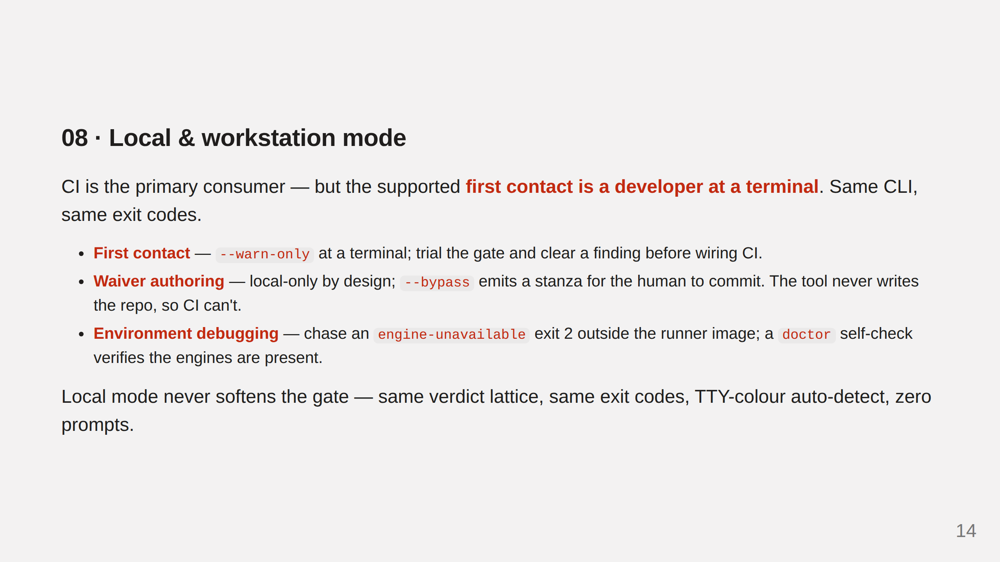 08 · Local & workstation mode
CI is the primary consumer — but the supported first contact is a developer at a terminal. Same CLI,
same exit codes.
• First contact — --warn-only at a terminal; trial the gate and clear a finding before wiring CI.
• Waiver authoring — local-only by design; --bypass emits a stanza for the human to commit. The tool never writes
the repo, so CI can't.
• Environment debugging — chase an engine-unavailable exit 2 outside the runner image; a doctor self-check
verifies the engines are present.
Local mode never softens the gate — same verdict lattice, same exit codes, TTY-colour auto-detect, zero
prompts.
14